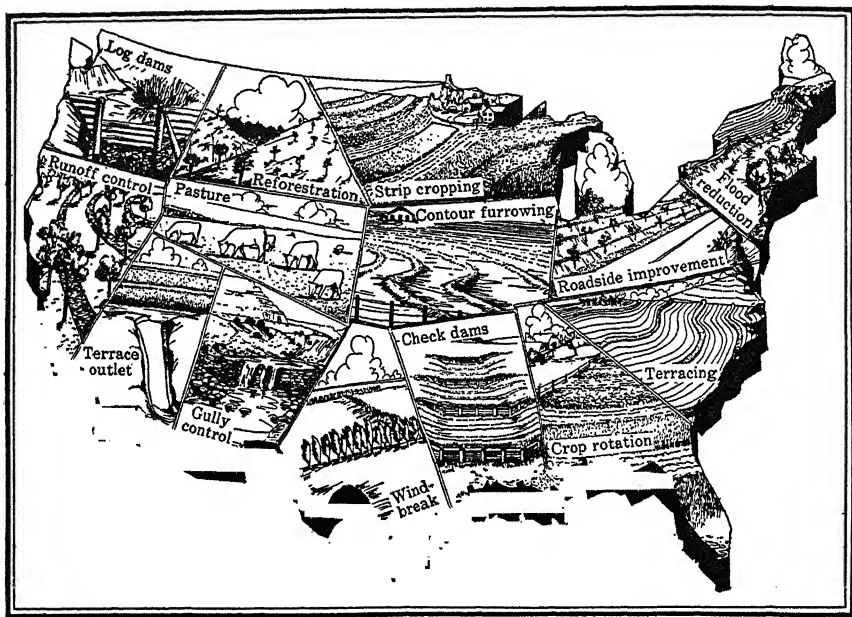 Log dams
Reforestration
Strip cropping
Runoff control
Pasture
Contour furrowing
Flood
reduction
Roadside improvement
Terrace
outlet
Gully
control
Check dams
Terracing
Crop rotation
Wind-
break